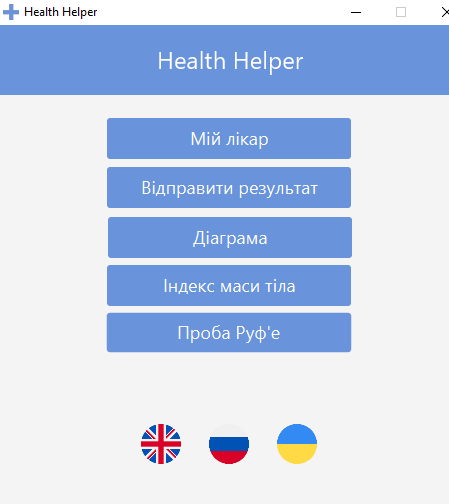 Health Helper
Health Helper
Мій лікар
Відправити результат
Діаграма
Індекс маси тіла
Проба Руф'е